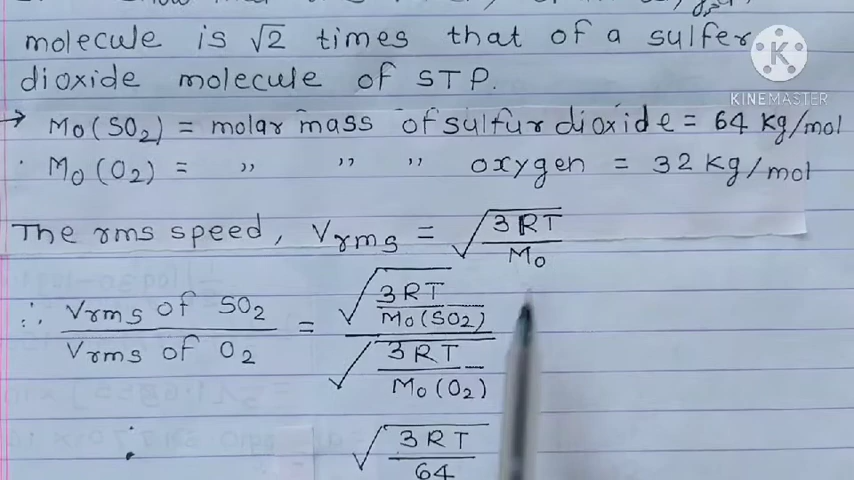 molecule is √2 times that of a sulfer
dioxide molecule of STP.
KINEMASTER
→ M₀(SO₂) = molar mass of sulfur dioxide = 64 kg/mol
M₀(O₂) = ,, ,, ,, oxygen = 32 kg/mol
The rms speed, Vrms = √(3RT/M₀)
∴ Vrms of SO₂ / Vrms of O₂ = √(3RT/M₀(SO₂)) / √(3RT/M₀(O₂))
√(3RT/64)